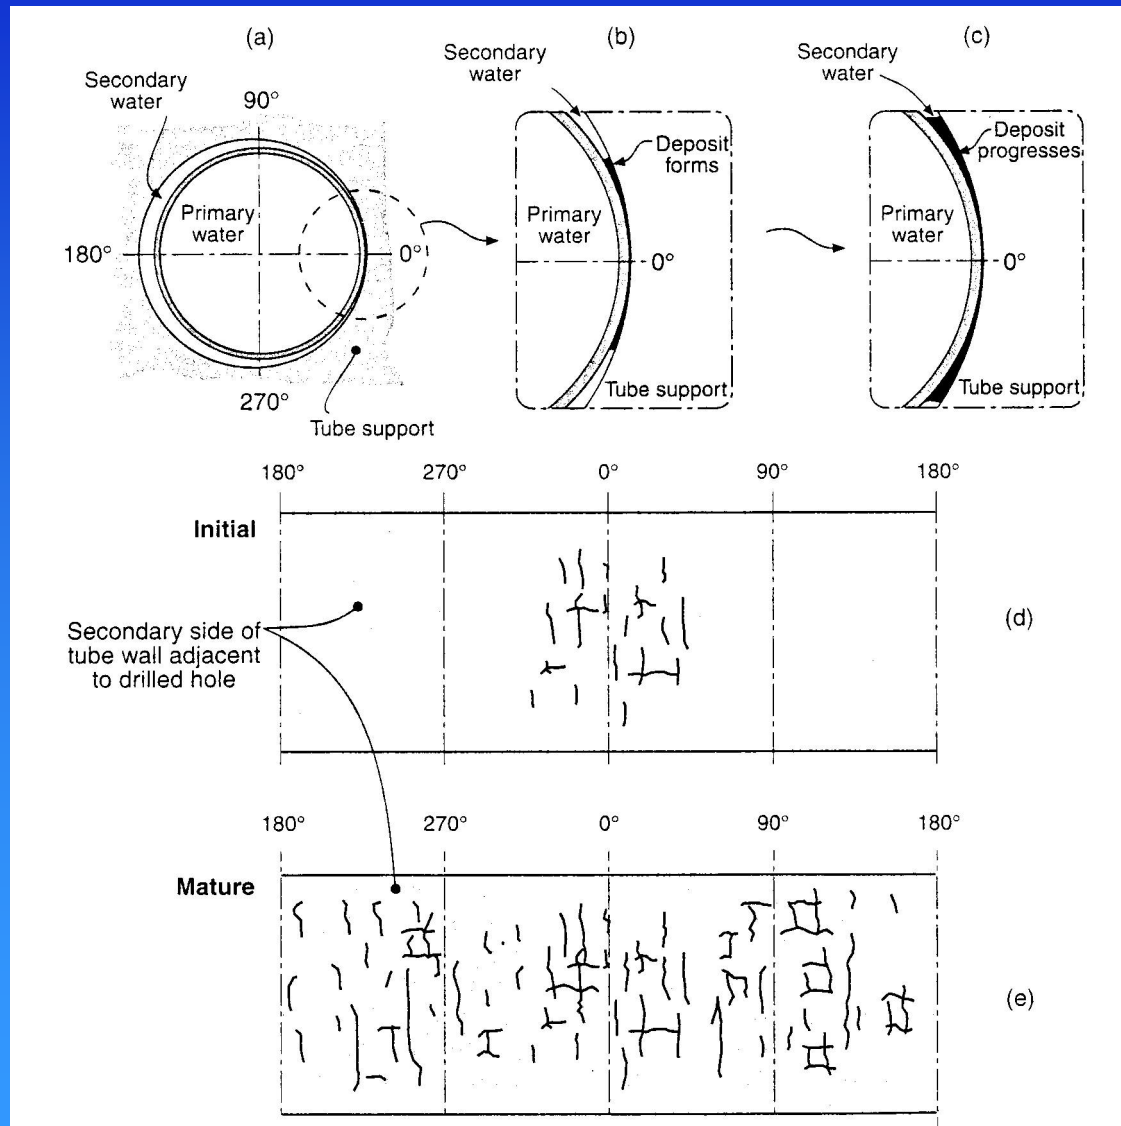 (a)
Secondary
water
90°
Primary
water
180°
0°
270°
Tube support
(b)
Secondary
water
Deposit
forms
Primary
water
0°
Tube support
(c)
Secondary
water
Deposit
progresses
Primary
water
0°
Tube support
180° 270° 0° 90° 180°
Initial
(d)
Secondary side of
tube wall adjacent
to drilled hole
180° 270° 0° 90° 180°
Mature
(e)